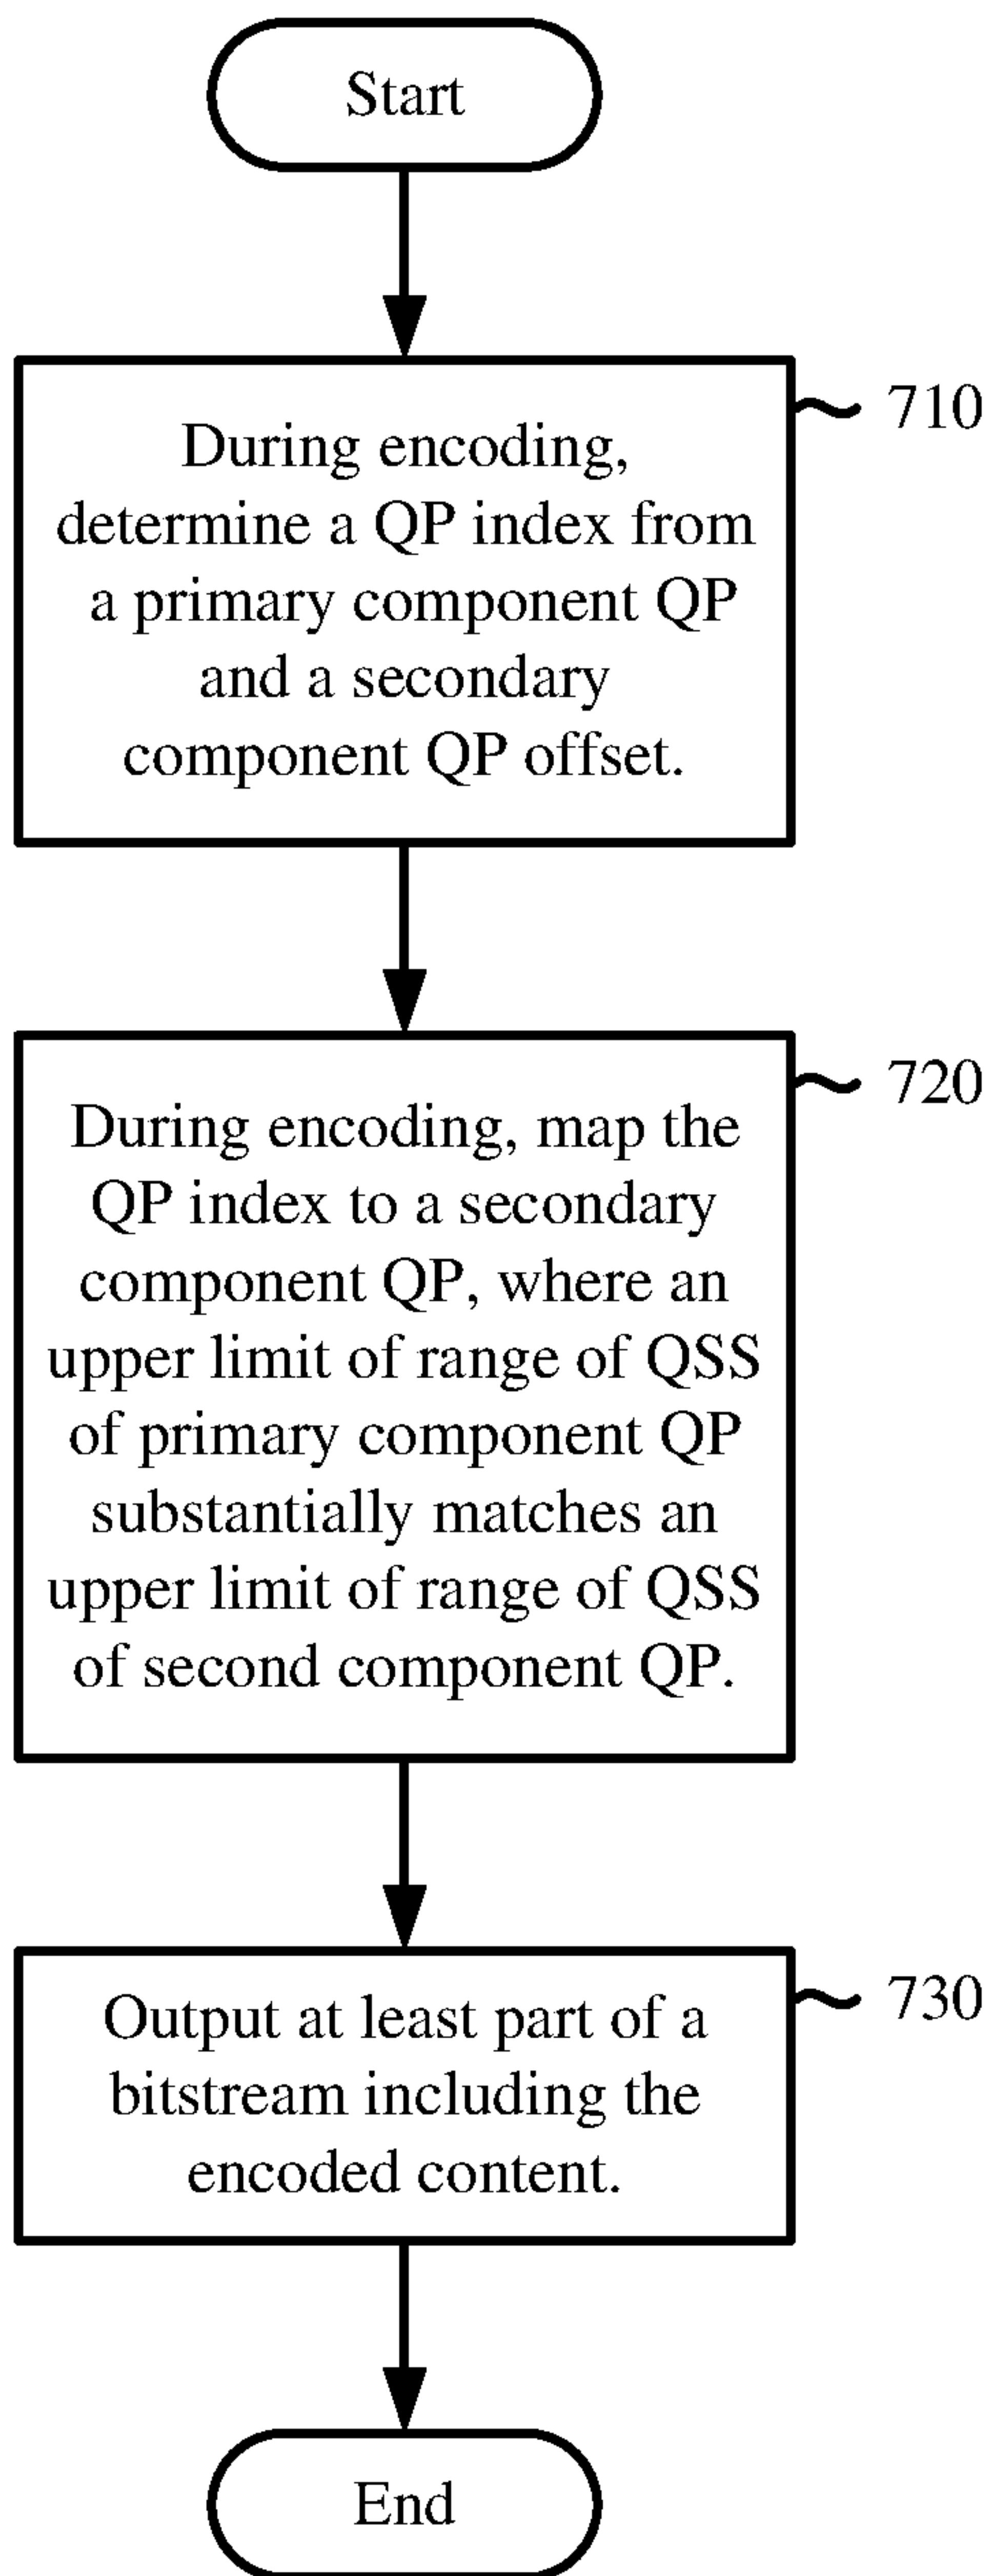 Start
During encoding,
determine a QP index from
a primary component QP
and a secondary
component QP offset.
710
During encoding, map the
QP index to a secondary
component QP, where an
upper limit of range of QSS
of primary component QP
substantially matches an
upper limit of range of QSS
of second component QP.
720
Output at least part of a
bitstream including the
encoded content.
730
End